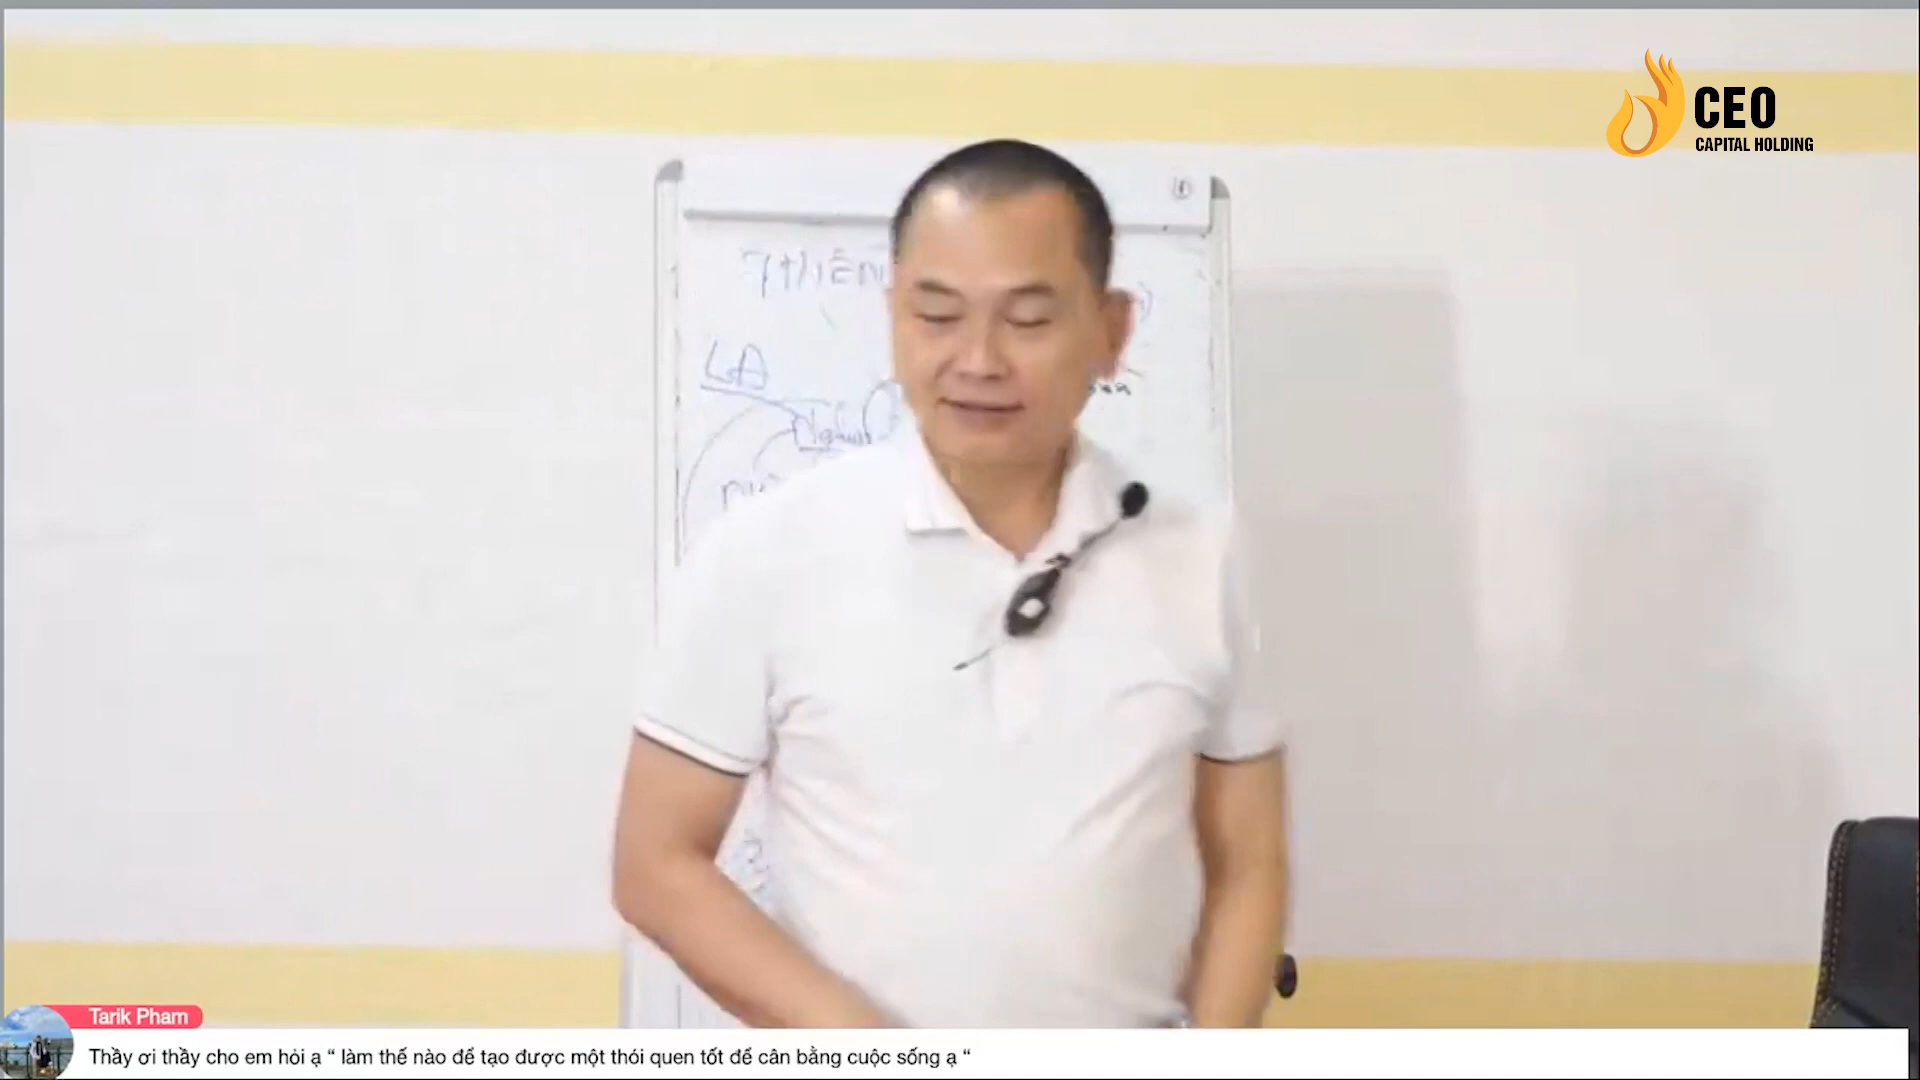 CEO
CAPITAL HOLDING
LA
Tarik Pham
Thầy ơi thầy cho em hỏi ạ “ làm thế nào để tạo được một thói quen tốt để cân bằng cuộc sống ạ “